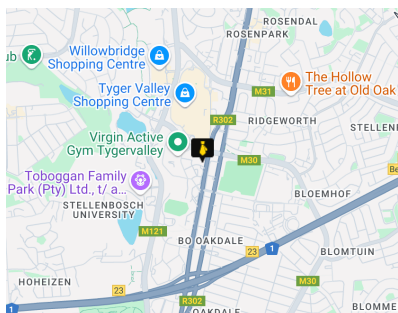 ROSENDAL
ROSENPARK
ub
Willowbridge
Shopping Centre
Tyger Valley
Shopping Centre
M31
The Hollow
Tree at Old Oak
R302
RIDGEWORTH
STELLEN
Virgin Active
Gym Tygervalley
M30
Be
Toboggan Family
Park (Pty) Ltd., t/ a...
BLOEMHOF
STELLENBOSCH
UNIVERSITY
M121
BO OAKDALE
23
1
BLOMTUIN
HOHEIZEN
23
M30
1
R302
OAKDALE
BLOMME